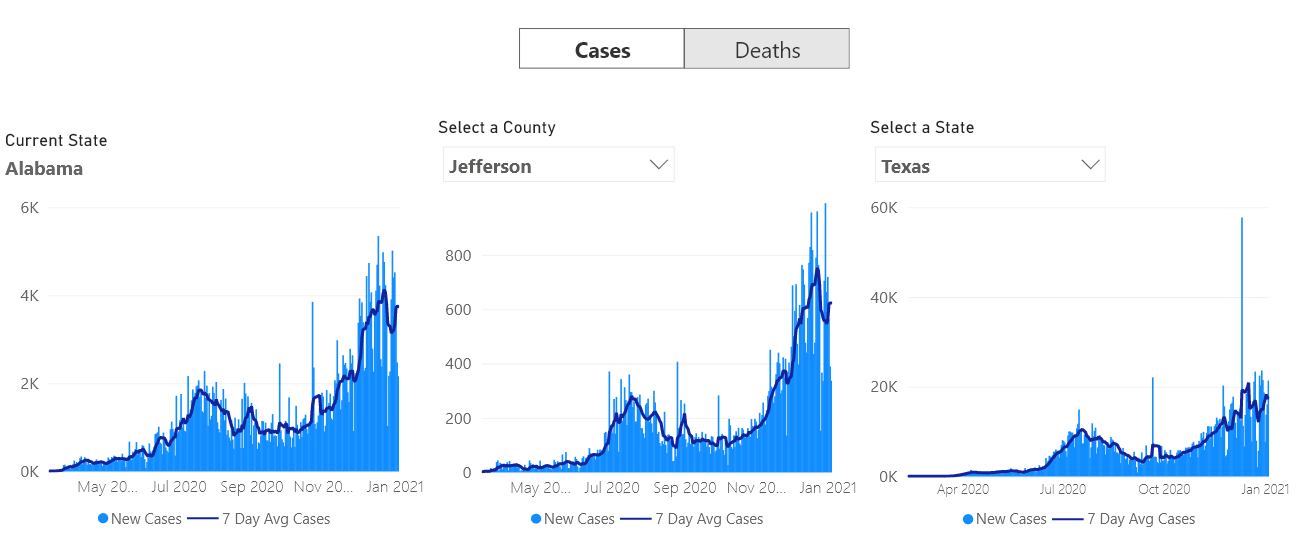 Cases Deaths
Current State
Alabama
6K
4K
2K
0K
May 20... Jul 2020 Sep 2020 Nov 20... Jan 2021
New Cases 7 Day Avg Cases
Select a County
Jefferson
800
600
400
200
0
May 20... Jul 2020 Sep 2020 Nov 20... Jan 2021
New Cases 7 Day Avg Cases
Select a State
Texas
60K
40K
20K
0K
Apr 2020 Jul 2020 Oct 2020 Jan 2021
New Cases 7 Day Avg Cases